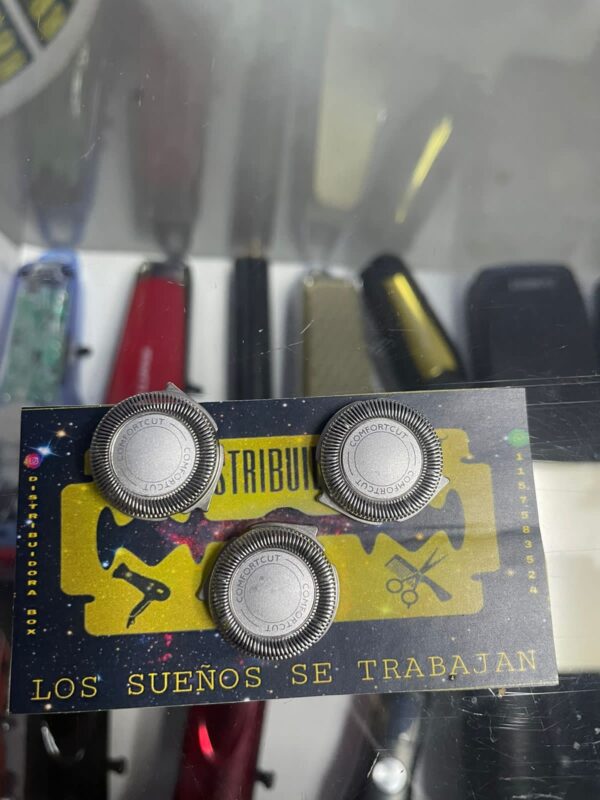 COMFORTCUT
COMFORTCUT
COMFORTCUT
COMFORTCUT
STRIBUI
COMFORTCUT
COMFORTCUT
DISTRIBUIDORA BOX
1157583524
LOS SUEÑOS SE TRABAJAN